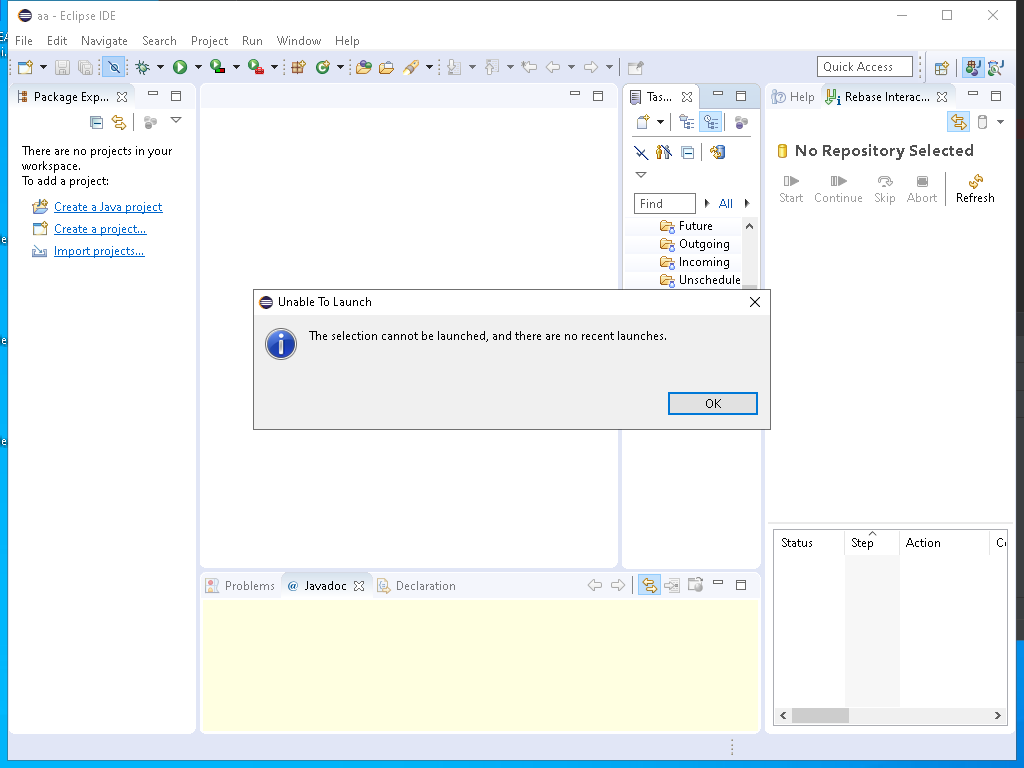 aa - Eclipse IDE
File Edit Navigate Search Project Run Window Help
Quick Access
Package Exp...
Tas...
Help
Rebase Interac...
There are no projects in your
workspace.
To add a project:
Create a Java project
Create a project...
Import projects...
Find
All
Future
Outgoing
Incoming
Unschedule
No Repository Selected
Start Continue Skip Abort Refresh
Unable To Launch
The selection cannot be launched, and there are no recent launches.
OK
Status Step Action
Problems @ Javadoc Declaration